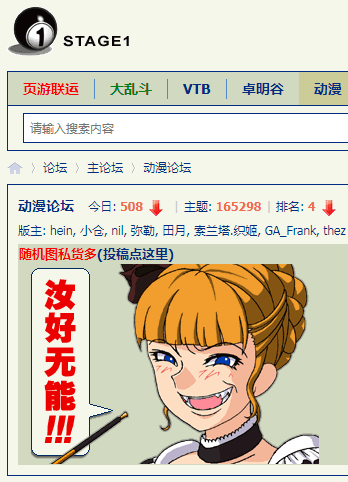 1 STAGE1
页游联运 大乱斗 VTB 卓明谷 动漫
请输入搜索内容
论坛 〉 主论坛 〉 动漫论坛
动漫论坛 今日: 508 | 主题: 165298 | 排名: 4
版主: hein, 小仓, nil, 弥勒, 田月, 索兰塔.织姬, GA_Frank, thez
随机图私货多(投稿点这里)
汝好无能!!!